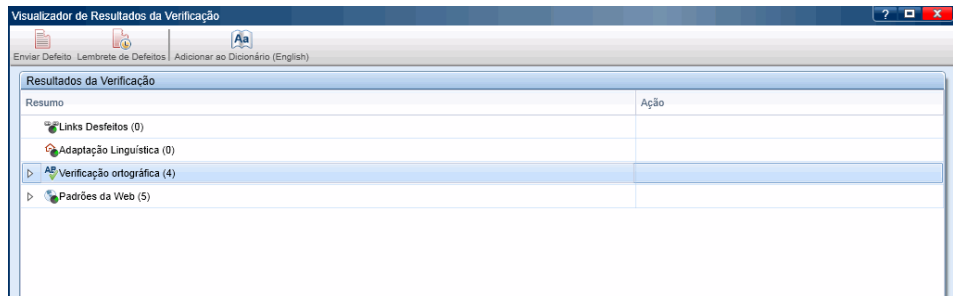 Visualizador de Resultados da Verificação
?
Aa
Enviar Defeito Lembrete de Defeitos Adicionar ao Dicionário (English)
Resultados da Verificação
Resumo Ação
Links Desfeitos (0)
Adaptação Linguística (0)
Verificação ortográfica (4)
Padrões da Web (5)